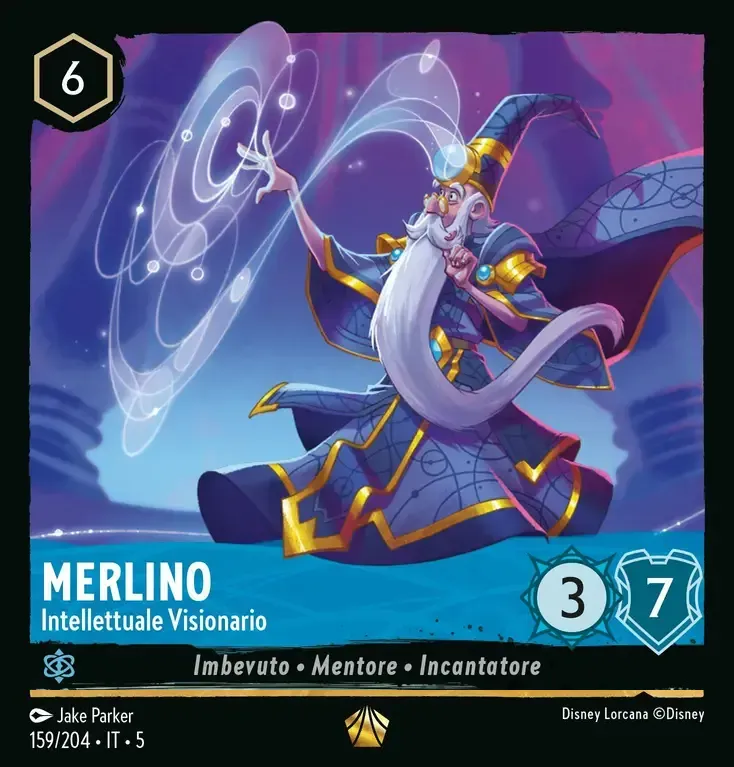 6
MERLINO
Intellettuale Visionario
3
7
Imbevuto • Mentore • Incantatore
Jake Parker
Disney Lorcana ©Disney
159/204 • IT • 5